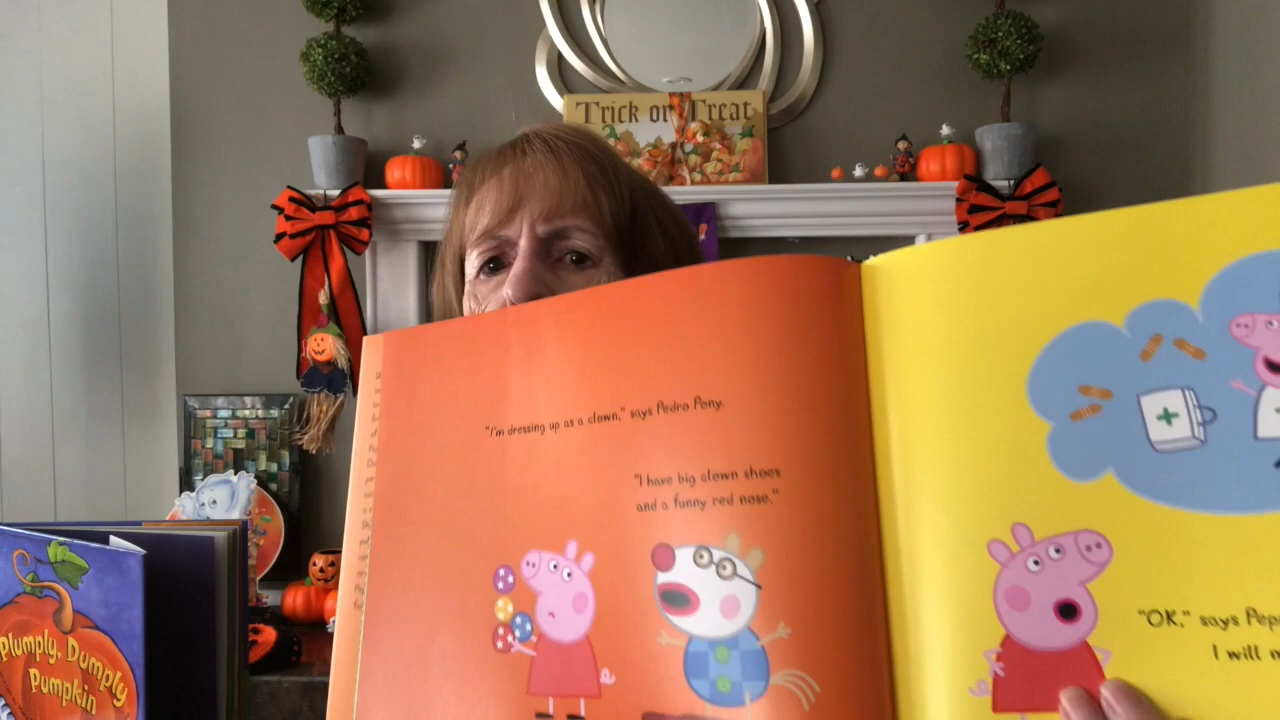 Trick or Treat
"I'm dressing up as a clown," says Pedro Pony.
"I have big clown shoes
and a funny red nose."
"OK," says Pep
I will
Plumply, Dumply
Pumpkin